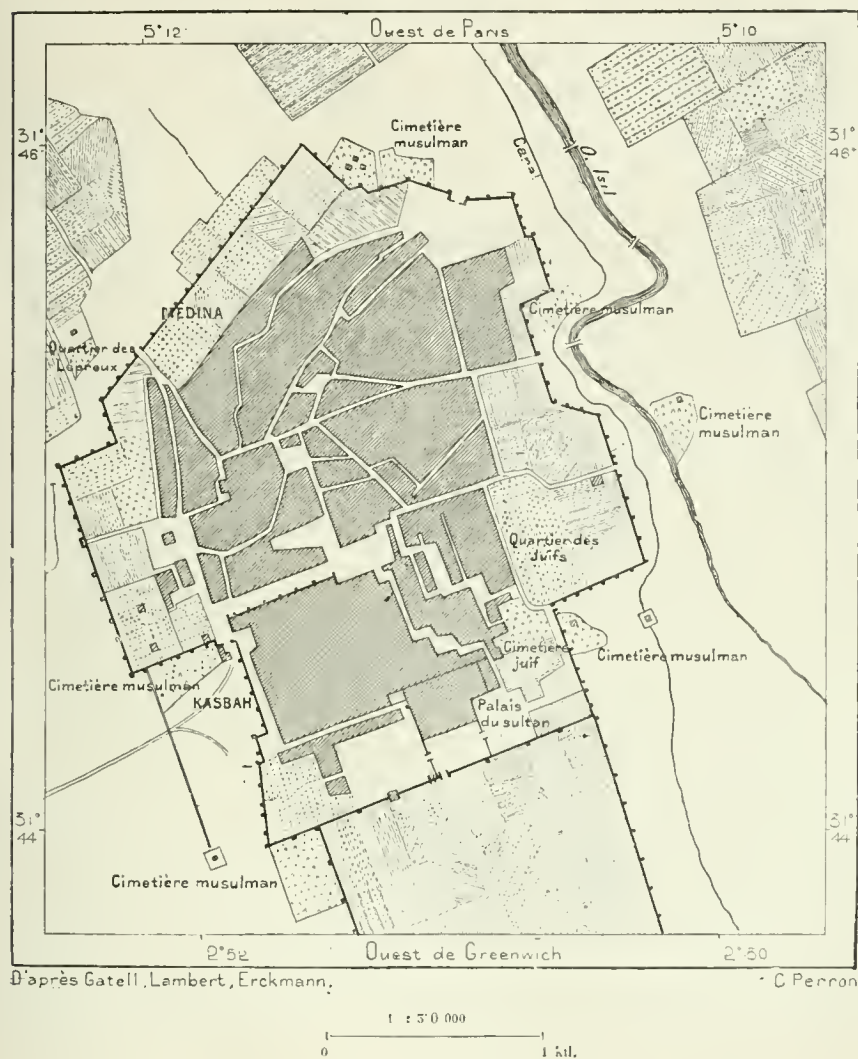 5°12
Ouest de Paris
5°10
31°
46'
31°
46
Cimetière
musulman
Canal
O. Isil
MÉDINA
Cimetière musulman
Quartier des
Lépreux
Cimetière
musulman
Quartier des
Juifs
Cimetière
juif
Cimetière musulman
Cimetière musulman
KASBAH
Palais
du sultan
31°
44
31°
44
Cimetière musulman
2°52
Ouest de Greenwich
2°50
D'après Gatell, Lambert, Erckmann.
C Perron
0
1 kil.